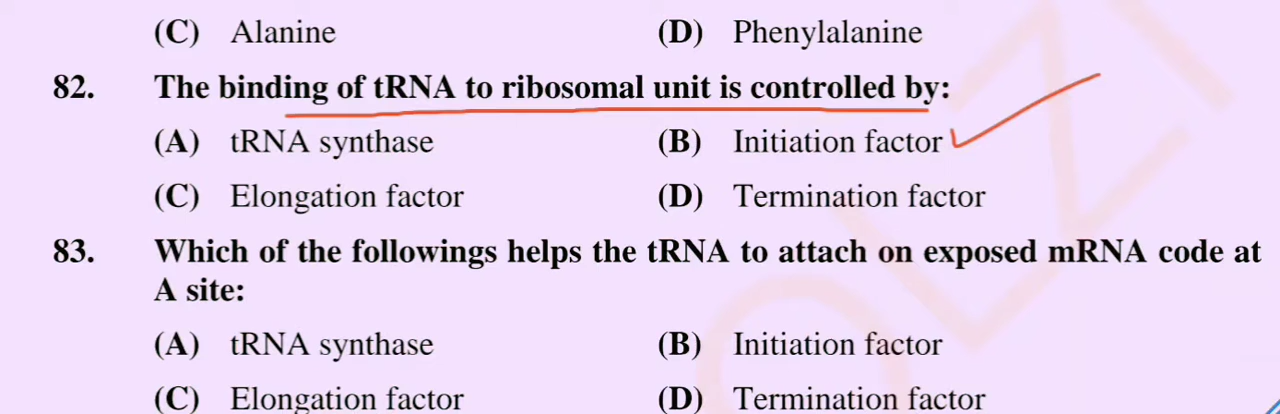 (C) Alanine (D) Phenylalanine
82. The binding of tRNA to ribosomal unit is controlled by:
(A) tRNA synthase (B) Initiation factor
(C) Elongation factor (D) Termination factor
83. Which of the followings helps the tRNA to attach on exposed mRNA code at
A site:
(A) tRNA synthase (B) Initiation factor
(C) Elongation factor (D) Termination factor